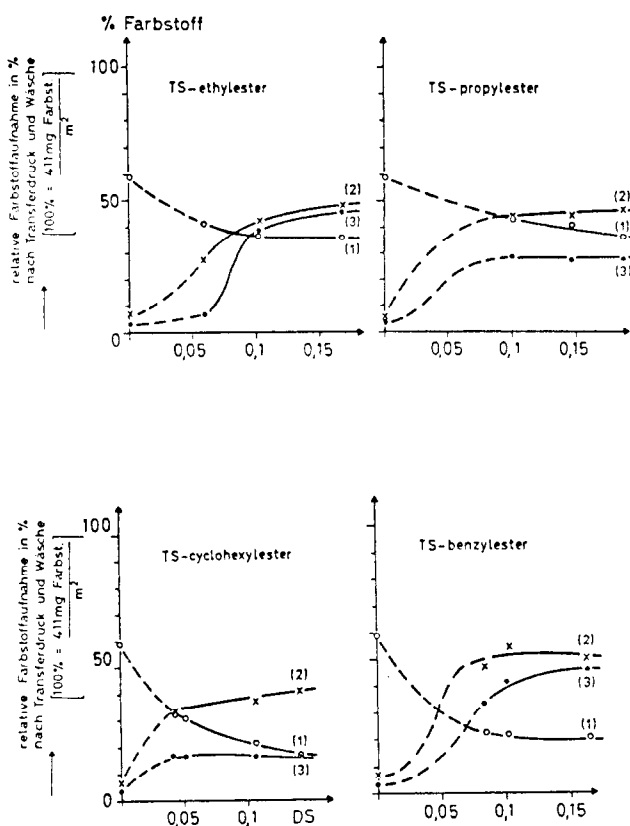 % Farbstoff
relative Farbstoffaufnahme in %
nach Transferdruck und Wäsche
[100% = 411mg Farbst.
m²]
100
50
0
TS-ethylester
(2)
(3)
(1)
0,05
0,1
0,15
TS-propylester
(2)
(1)
(3)
0,05
0,1
0,15
relative Farbstoffaufnahme in %
nach Transferdruck und Wäsche
[100% = 411mg Farbst.
m²]
100
50
0
TS-cyclohexylester
(2)
(1)
(3)
0,05
0,1
DS
TS-benzylester
(2)
(3)
(1)
0,05
0,1
0,15